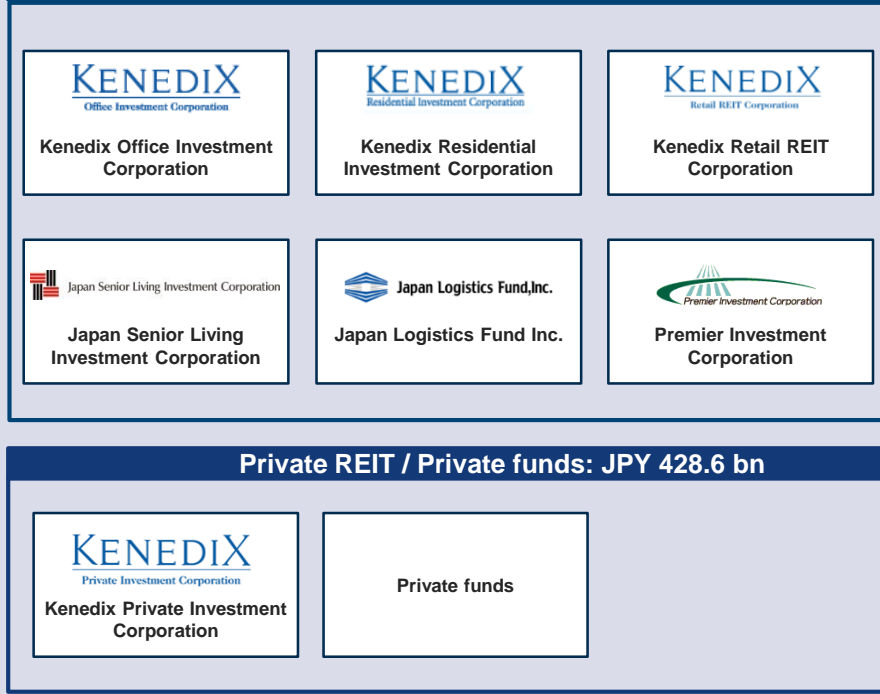 KENEDIX
Office Investment Corporation
Kenedix Office Investment
Corporation
KENEDIX
Residential Investment Corporation
Kenedix Residential
Investment Corporation
KENEDIX
Retail REIT Corporation
Kenedix Retail REIT
Corporation
Japan Senior Living Investment Corporation
Japan Senior Living
Investment Corporation
Japan Logistics Fund,Inc.
Japan Logistics Fund Inc.
Premier Investment Corporation
Premier Investment
Corporation
Private REIT / Private funds: JPY 428.6 bn
KENEDIX
Private Investment Corporation
Kenedix Private Investment
Corporation
Private funds